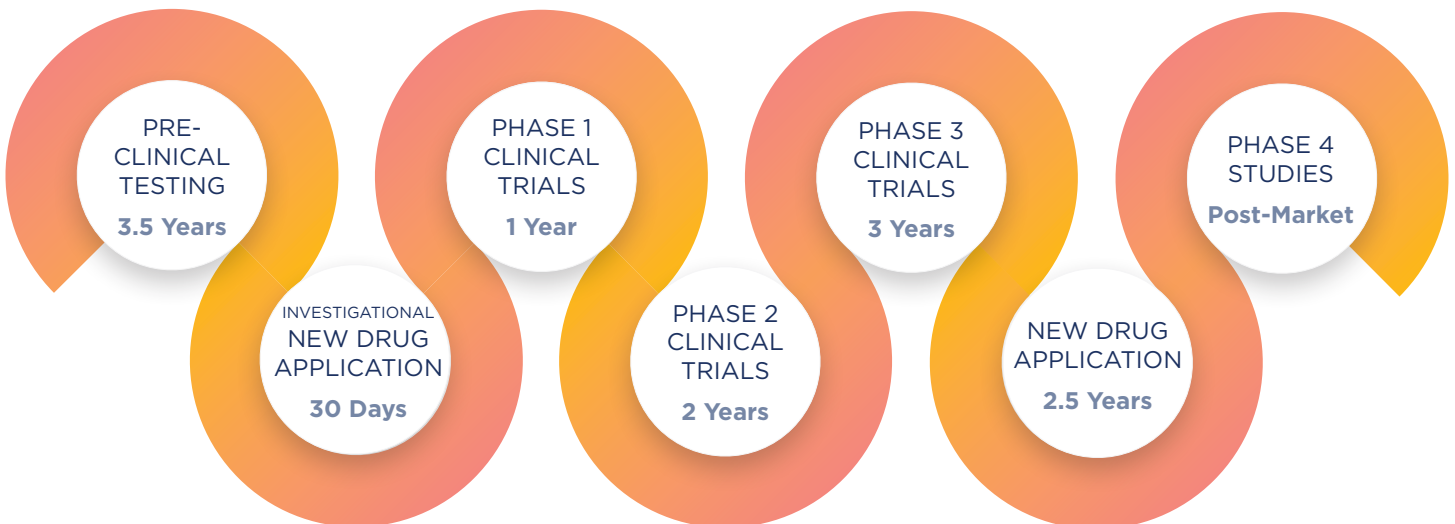 PRE-
CLINICAL
TESTING
3.5 Years
INVESTIGATIONAL
NEW DRUG
APPLICATION
30 Days
PHASE 1
CLINICAL
TRIALS
1 Year
PHASE 2
CLINICAL
TRIALS
2 Years
PHASE 3
CLINICAL
TRIALS
3 Years
NEW DRUG
APPLICATION
2.5 Years
PHASE 4
STUDIES
Post-Market